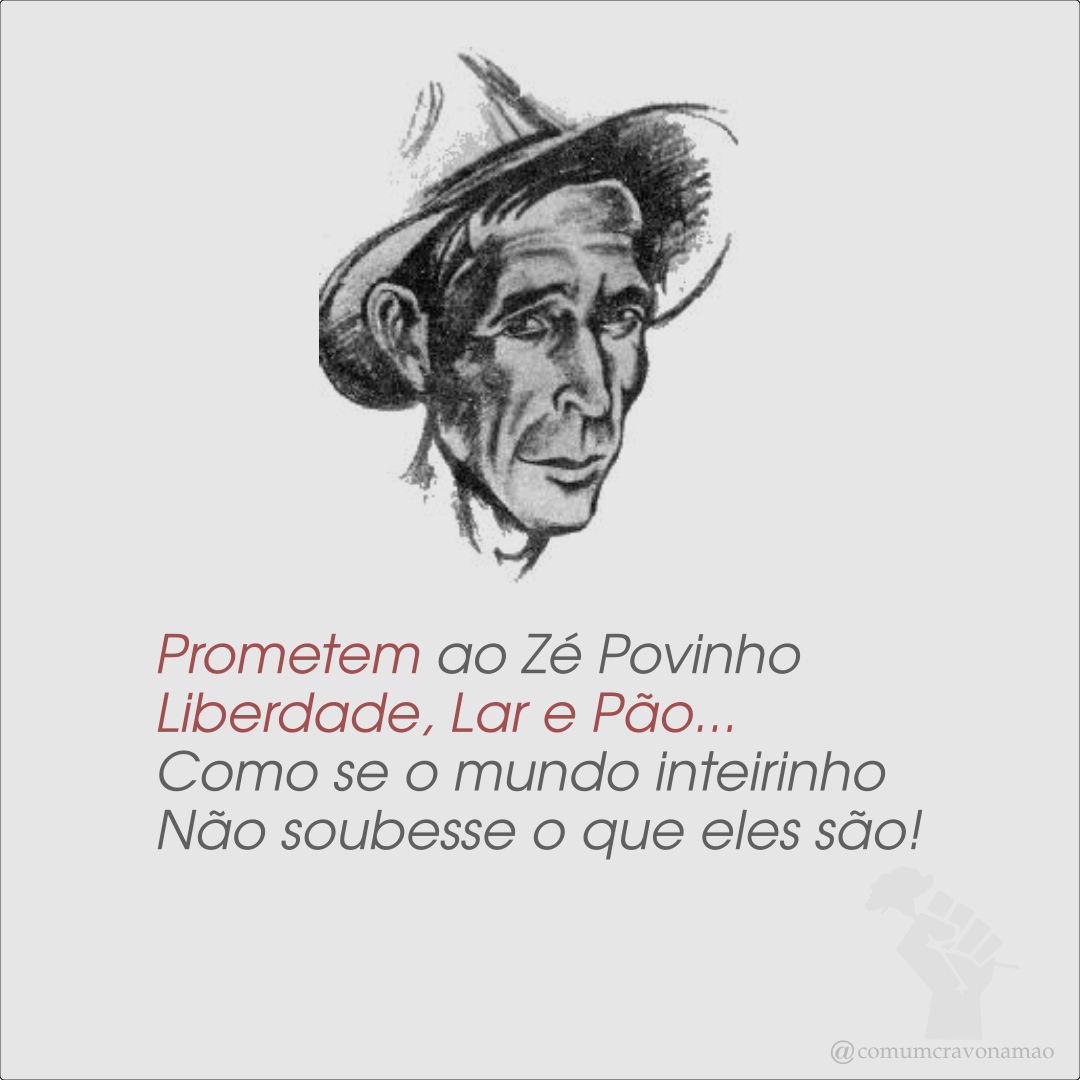 Prometem ao Zé Povinho
Liberdade, Lar e Pão...
Como se o mundo inteirinho
Não soubesse o que eles são!
@comumcravonamao